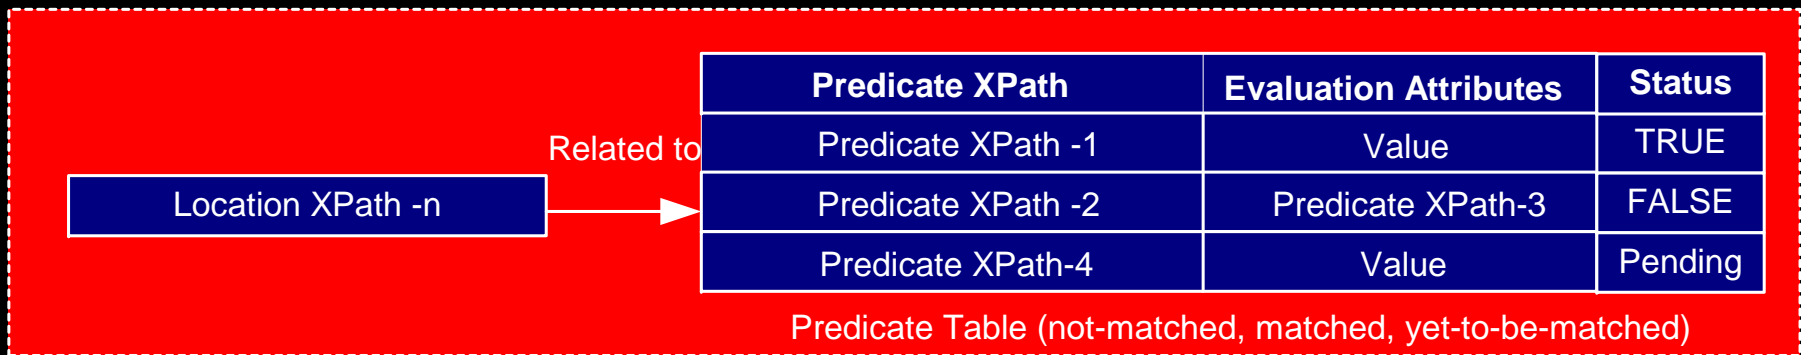 Predicate XPath Evaluation Attributes Status
Related to Predicate XPath -1 Value TRUE
Location XPath -n Predicate XPath -2 Predicate XPath-3 FALSE
Predicate XPath-4 Value Pending
Predicate Table (not-matched, matched, yet-to-be-matched)